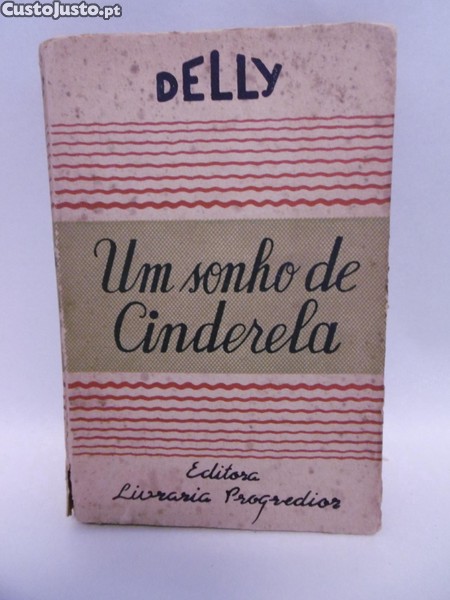 CustoJusto.pt
DELLY
Um sonho de
Cinderela
Editora
Livraria Progredior